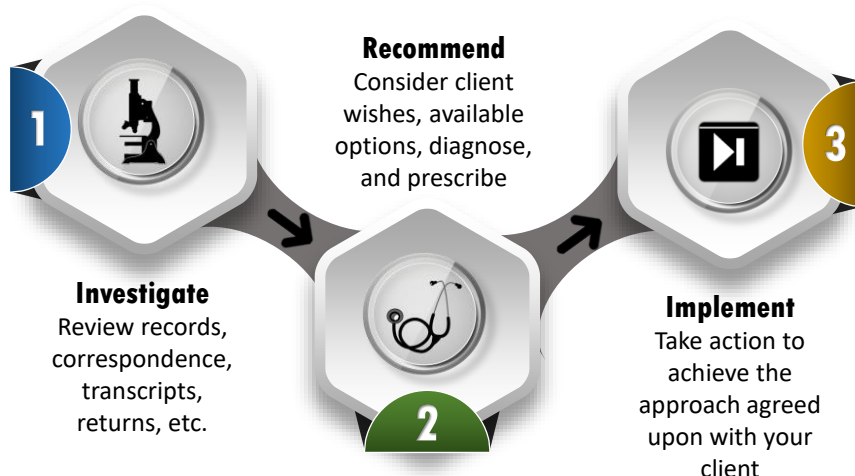 1
Investigate
Review records,
correspondence,
transcripts,
returns, etc.
Recommend
Consider client
wishes, available
options, diagnose,
and prescribe
2
3
Implement
Take action to
achieve the
approach agreed
upon with your
client